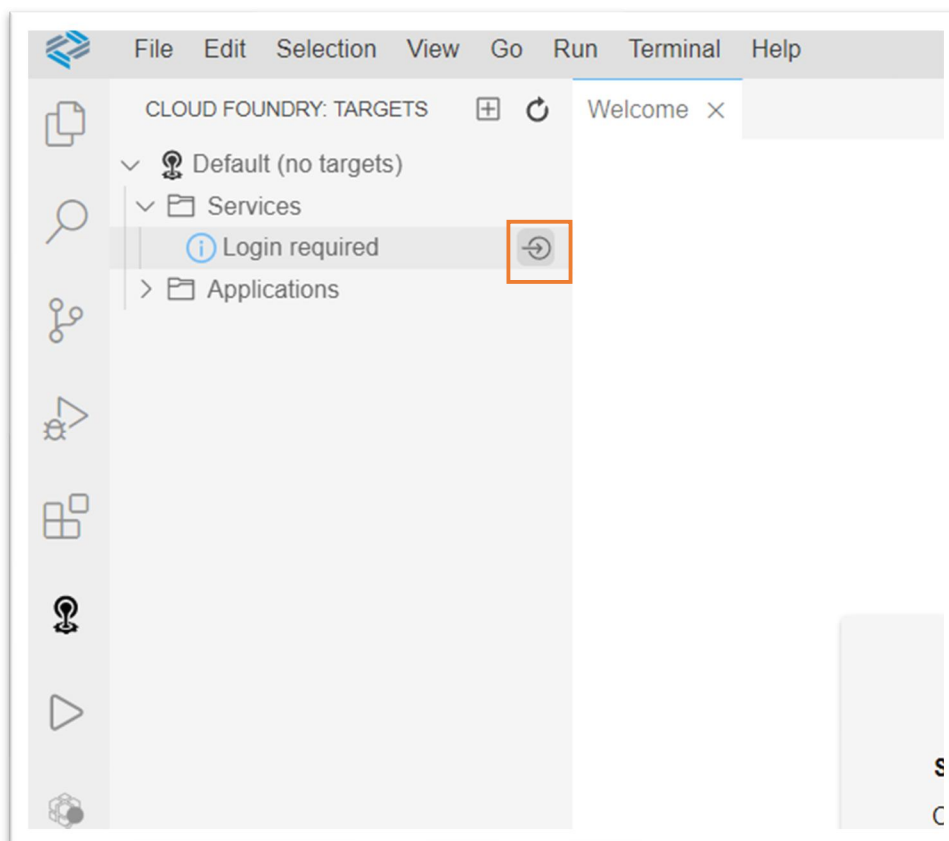 File Edit Selection View Go Run Terminal Help
CLOUD FOUNDRY: TARGETS
Welcome
Default (no targets)
Services
Login required
Applications